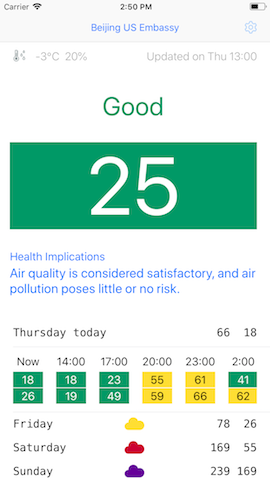 Carrier 2:50 PM
Beijing US Embassy
-3°C 20% Updated on Thu 13:00
Good
25
Health Implications
Air quality is considered satisfactory, and air
pollution poses little or no risk.
Thursday today 66 18
Now 14:00 17:00 20:00 23:00 2:00
18 18 23 55 61 41
26 19 49 59 66 62
Friday 78 26
Saturday 169 55
Sunday 239 169